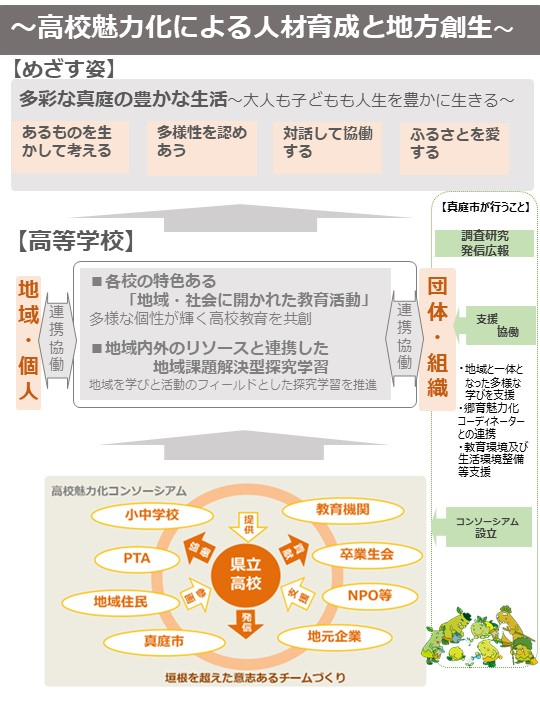 ～高校魅力化による人材育成と地方創生～
【めざす姿】
多彩な真庭の豊かな生活～大人も子どもも人生を豊かに生きる～
あるものを生
かして考える
多様性を認め
あう
対話して協働
する
ふるさとを愛
する
【真庭市が行うこと】
調査研究
発信広報
【高等学校】
地域・個人
連携協働
■各校の特色ある
「地域・社会に開かれた教育活動」
多様な個性が輝く高校教育を共創
■地域内外のリソースと連携した
地域課題解決型探究学習
地域を学びと活動のフィールドとした探究学習を推進
連携協働
団体・組織
支援
協働
・地域と一体と
なった多様な
学びを支援
・郷育魅力化
コーディネーター
との連携
・教育環境及び
生活環境整備
等支援
高校魅力化コンソーシアム
小中学校
教育機関
PTA
卒業生会
地域住民
NPO等
真庭市
地元企業
県立
高校
提供
協働
教育
参画
支援
発信
垣根を超えた意志あるチームづくり
コンソーシアム
設立